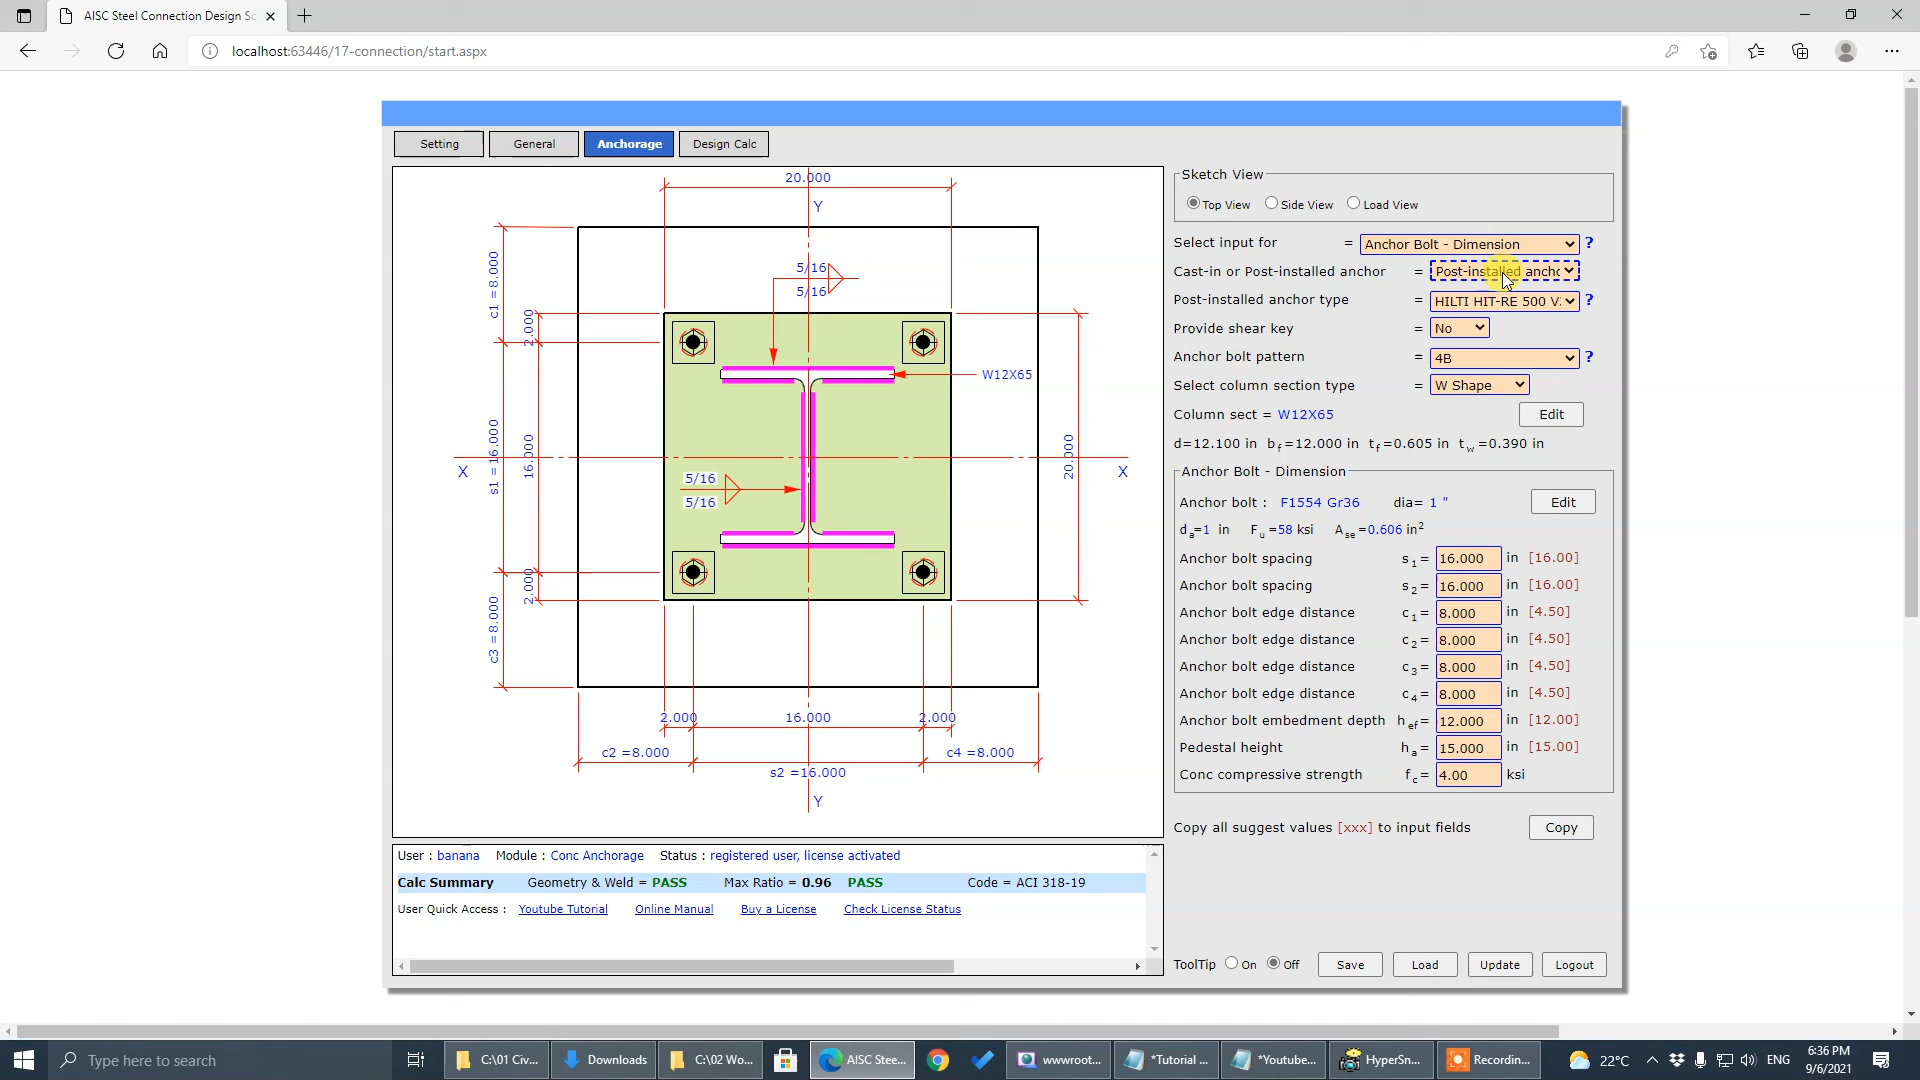 AISC Steel Connection Design So
localhost:63446/17-connection/start.aspx
Setting
General
Anchorage
Design Calc
20.000
Y
c1 =8.000
2.000
5/16
5/16
W12X65
s1 =16.000
16.000
20.000
X
X
5/16
5/16
c3 =8.000
2.000
2.000
16.000
2.000
c2 =8.000
c4 =8.000
s2 =16.000
Y
Sketch View
Top View Side View Load View
Select input for = Anchor Bolt - Dimension ?
Cast-in or Post-installed anchor = Post-installed ancho
Post-installed anchor type = HILTI HIT-RE 500 V: ?
Provide shear key = No
Anchor bolt pattern = 4B ?
Select column section type = W Shape
Column sect = W12X65 Edit
d=12.100 in bf=12.000 in tf=0.605 in tw=0.390 in
Anchor Bolt - Dimension
Anchor bolt : F1554 Gr36 dia= 1 " Edit
da=1 in Fu=58 ksi Ase=0.606 in2
Anchor bolt spacing s1= 16.000 in [16.00]
Anchor bolt spacing s2= 16.000 in [16.00]
Anchor bolt edge distance c1= 8.000 in [4.50]
Anchor bolt edge distance c2= 8.000 in [4.50]
Anchor bolt edge distance c3= 8.000 in [4.50]
Anchor bolt edge distance c4= 8.000 in [4.50]
Anchor bolt embedment depth hef= 12.000 in [12.00]
Pedestal height ha= 15.000 in [15.00]
Conc compressive strength fc= 4.00 ksi
Copy all suggest values [xxx] to input fields Copy
User : banana Module : Conc Anchorage Status : registered user, license activated
Calc Summary Geometry & Weld = PASS Max Ratio = 0.96 PASS Code = ACI 318-19
User Quick Access : Youtube Tutorial Online Manual Buy a License Check License Status
ToolTip On Off Save Load Update Logout
Type here to search
C:\01 Civ...
Downloads
C:\02 Wo...
AISC Stee...
wwwroot...
*Tutorial ...
*Youtube...
HyperSn...
Recordin...
22°C
ENG
6:36 PM
9/6/2021